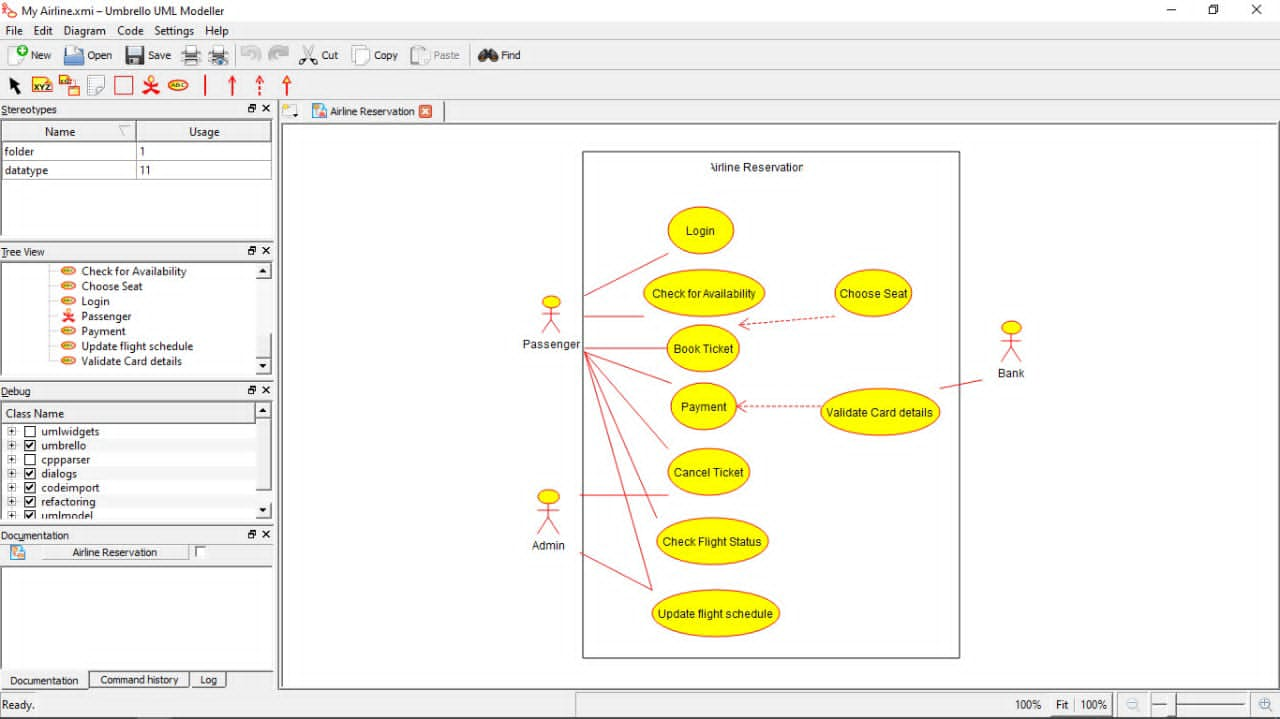 My Airline.xmi – Umbrello UML Modeller
File Edit Diagram Code Settings Help
New Open Save Cut Copy Paste Find
XYZ ABC
Stereotypes
Name Usage
folder 1
datatype 11
Tree View
Check for Availability
Choose Seat
Login
Passenger
Payment
Update flight schedule
Validate Card details
Debug
Class Name
umlwidgets
umbrello
cppparser
dialogs
codeimport
refactoring
umlmodel
Documentation
Airline Reservation
Documentation Command history Log
Ready.
Airline Reservation
Airline Reservation
Login
Check for Availability
Choose Seat
Passenger
Book Ticket
Bank
Payment
Validate Card details
Cancel Ticket
Admin
Check Flight Status
Update flight schedule
100% Fit 100%